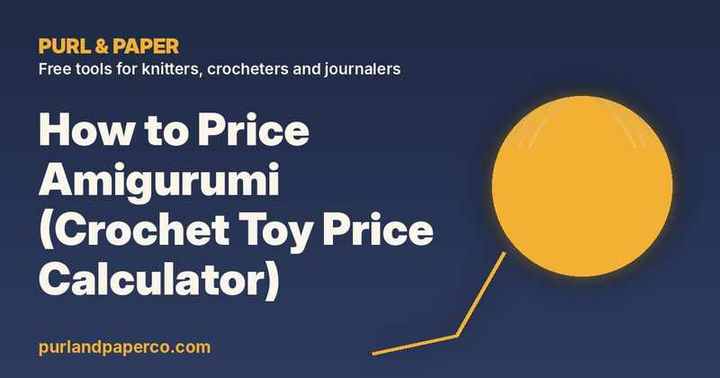 PURL & PAPER
Free tools for knitters, crocheters and journalers
How to Price
Amigurumi
(Crochet Toy Price
Calculator)
purlandpaperco.com